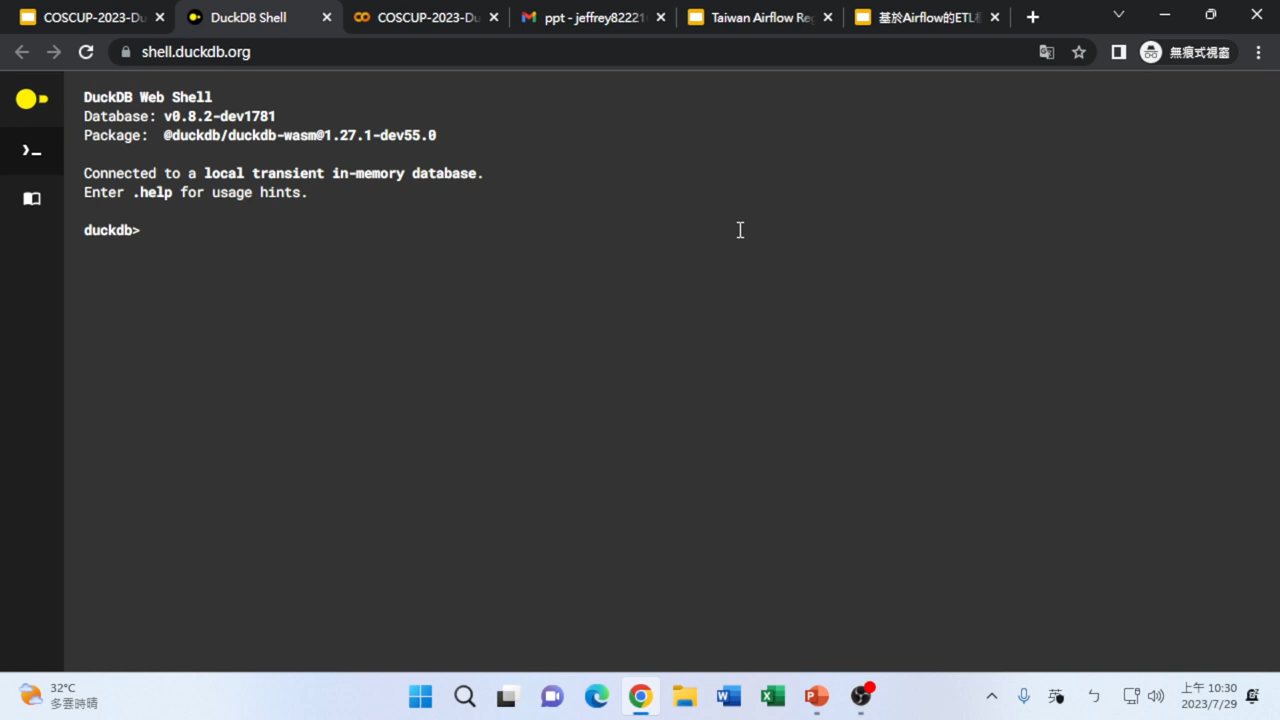 COSCUP-2023-Du
DuckDB Shell
COSCUP-2023-Du
ppt - jeffrey82221
Taiwan Airflow Re
基於Airflow的ETL
shell.duckdb.org
無痕式視窗
DuckDB Web Shell
Database: v0.8.2-dev1781
Package: @duckdb/duckdb-wasm@1.27.1-dev55.0
Connected to a local transient in-memory database.
Enter .help for usage hints.
duckdb>
32°C
多雲時晴
英
ㄅ
上午 10:30
2023/7/29